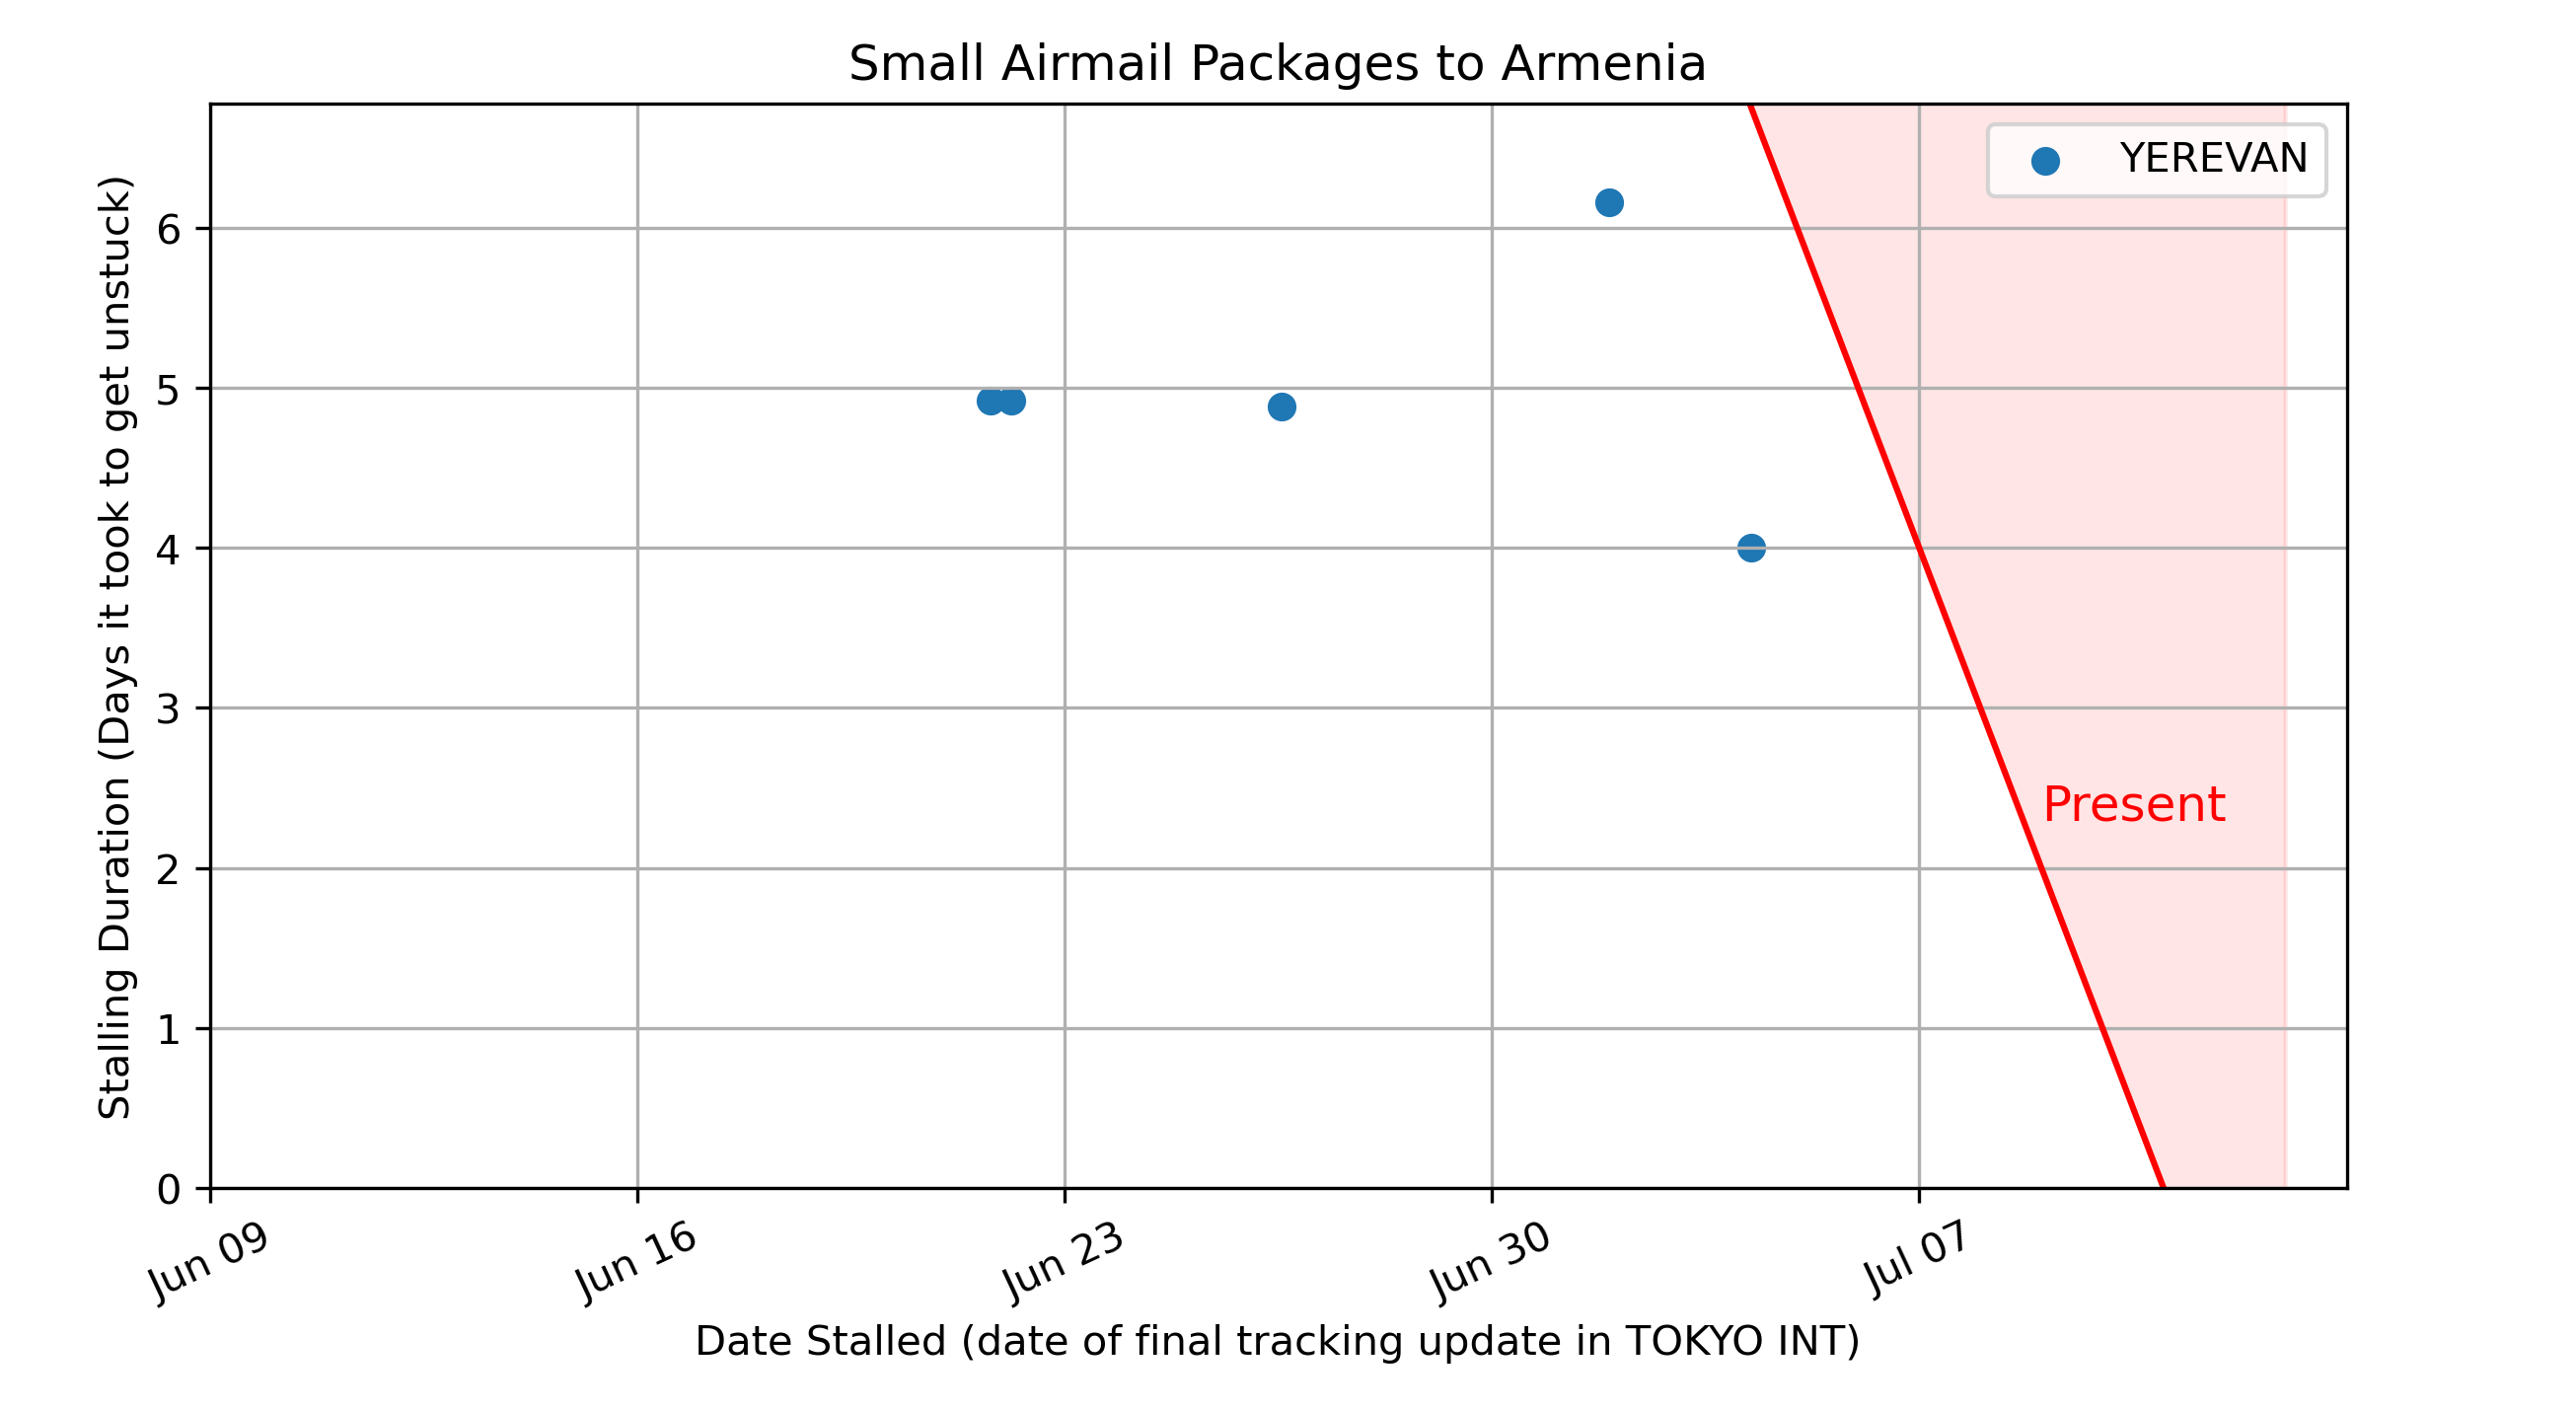 Small Airmail Packages to Armenia
YEREVAN
Stalling Duration (Days it took to get unstuck)
6
5
4
3
2
1
0
Present
Jun 09
Jun 16
Jun 23
Jun 30
Jul 07
Date Stalled (date of final tracking update in TOKYO INT)